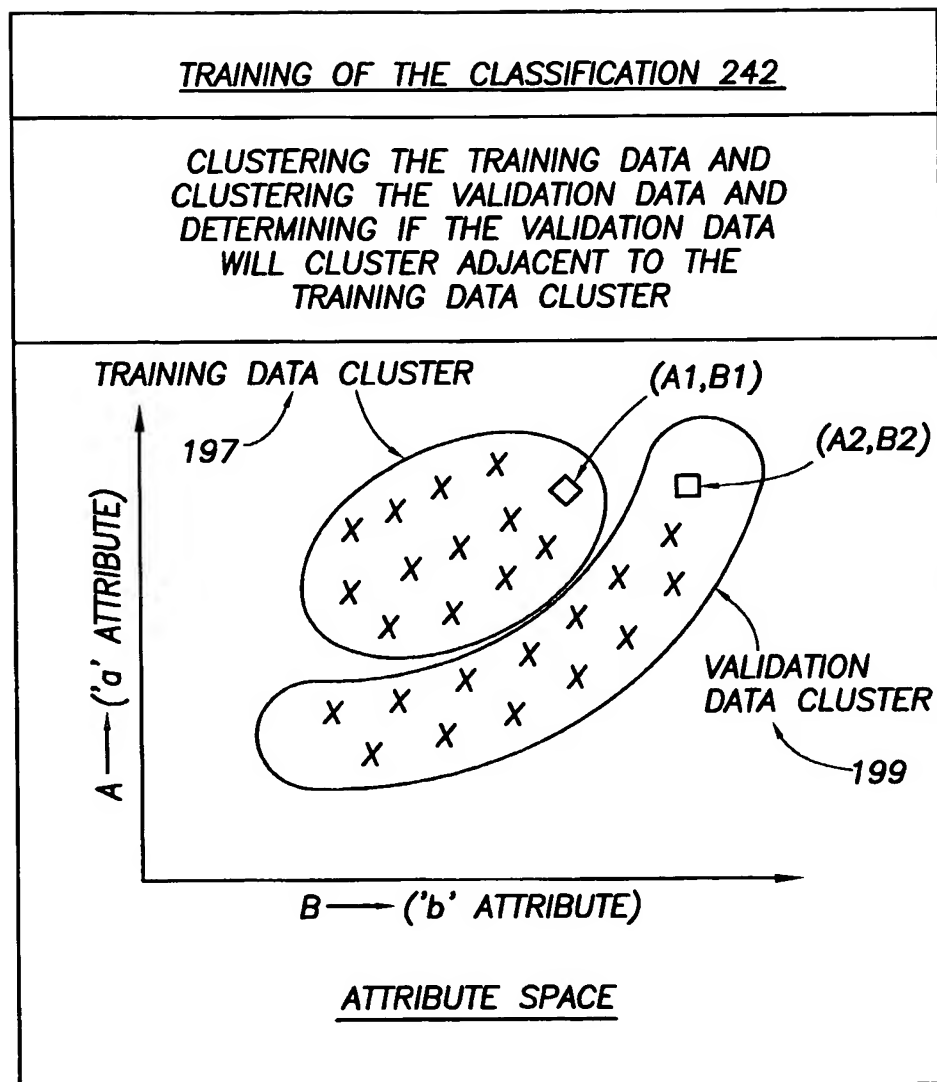 TRAINING OF THE CLASSIFICATION 242
CLUSTERING THE TRAINING DATA AND
CLUSTERING THE VALIDATION DATA AND
DETERMINING IF THE VALIDATION DATA
WILL CLUSTER ADJACENT TO THE
TRAINING DATA CLUSTER
TRAINING DATA CLUSTER
197
(A1,B1)
(A2,B2)
A → ('a' ATTRIBUTE)
VALIDATION
DATA CLUSTER
199
B → ('b' ATTRIBUTE)
ATTRIBUTE SPACE